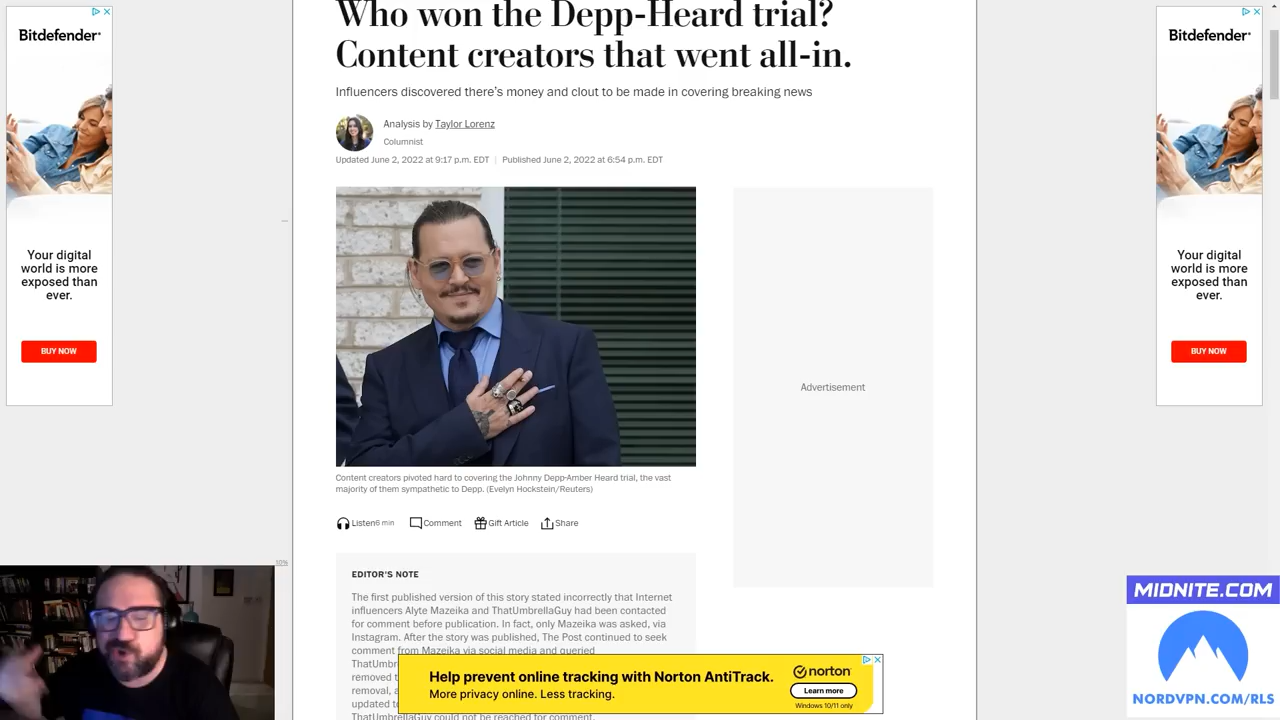 Who won the Depp-Heard trial?
Content creators that went all-in.
Influencers discovered there's money and clout to be made in covering breaking news
Analysis by Taylor Lorenz
Columnist
Updated June 2, 2022 at 9:17 p.m. EDT | Published June 2, 2022 at 6:54 p.m. EDT
Content creators pivoted hard to covering the Johnny Depp-Amber Heard trial, the vast
majority of them sympathetic to Depp. (Evelyn Hockstein/Reuters)
Listen 6 min Comment Gift Article Share
EDITOR'S NOTE
The first published version of this story stated incorrectly that Internet
influencers Alyte Mazeika and ThatUmbrellaGuy had been contacted
for comment before publication. In fact, only Mazeika was asked, via
Instagram. After the story was published, The Post continued to seek
comment from Mazeika via social media and queried
ThatUmb
removed t
removal, a
updated to
ThatUmbrellaGuy could not be reached for comment.
Advertisement
Bitdefender
Your digital
world is more
exposed than
ever.
BUY NOW
Bitdefender
Your digital
world is more
exposed than
ever.
BUY NOW
10%
Help prevent online tracking with Norton AntiTrack.
More privacy online. Less tracking.
norton
Learn more
Windows 10/11 only
MIDNITE.COM
NORDVPN.COM/RLS